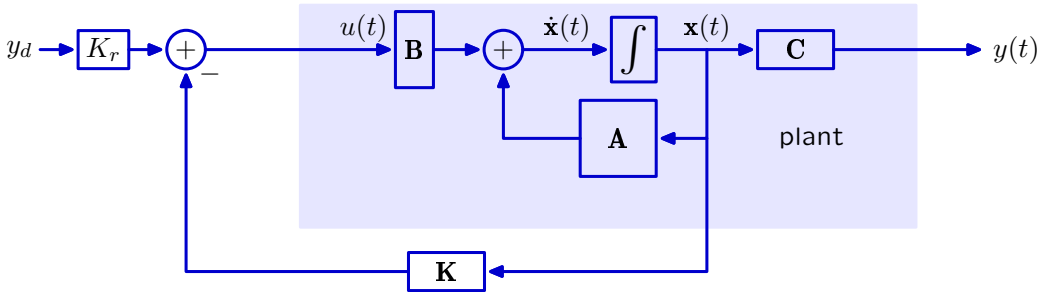 y_d K_r + u(t) B + ẋ(t) ∫ x(t) C y(t)
−
A plant
K